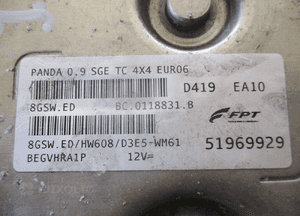 PANDA 0.9 SGE TC 4X4 EURO6
D419 EA10
8GSW.ED BC.0118831.B
FPT
8GSW.ED/HW608/D3E5-WM61 51969929
BEGVHRA1P 12V=